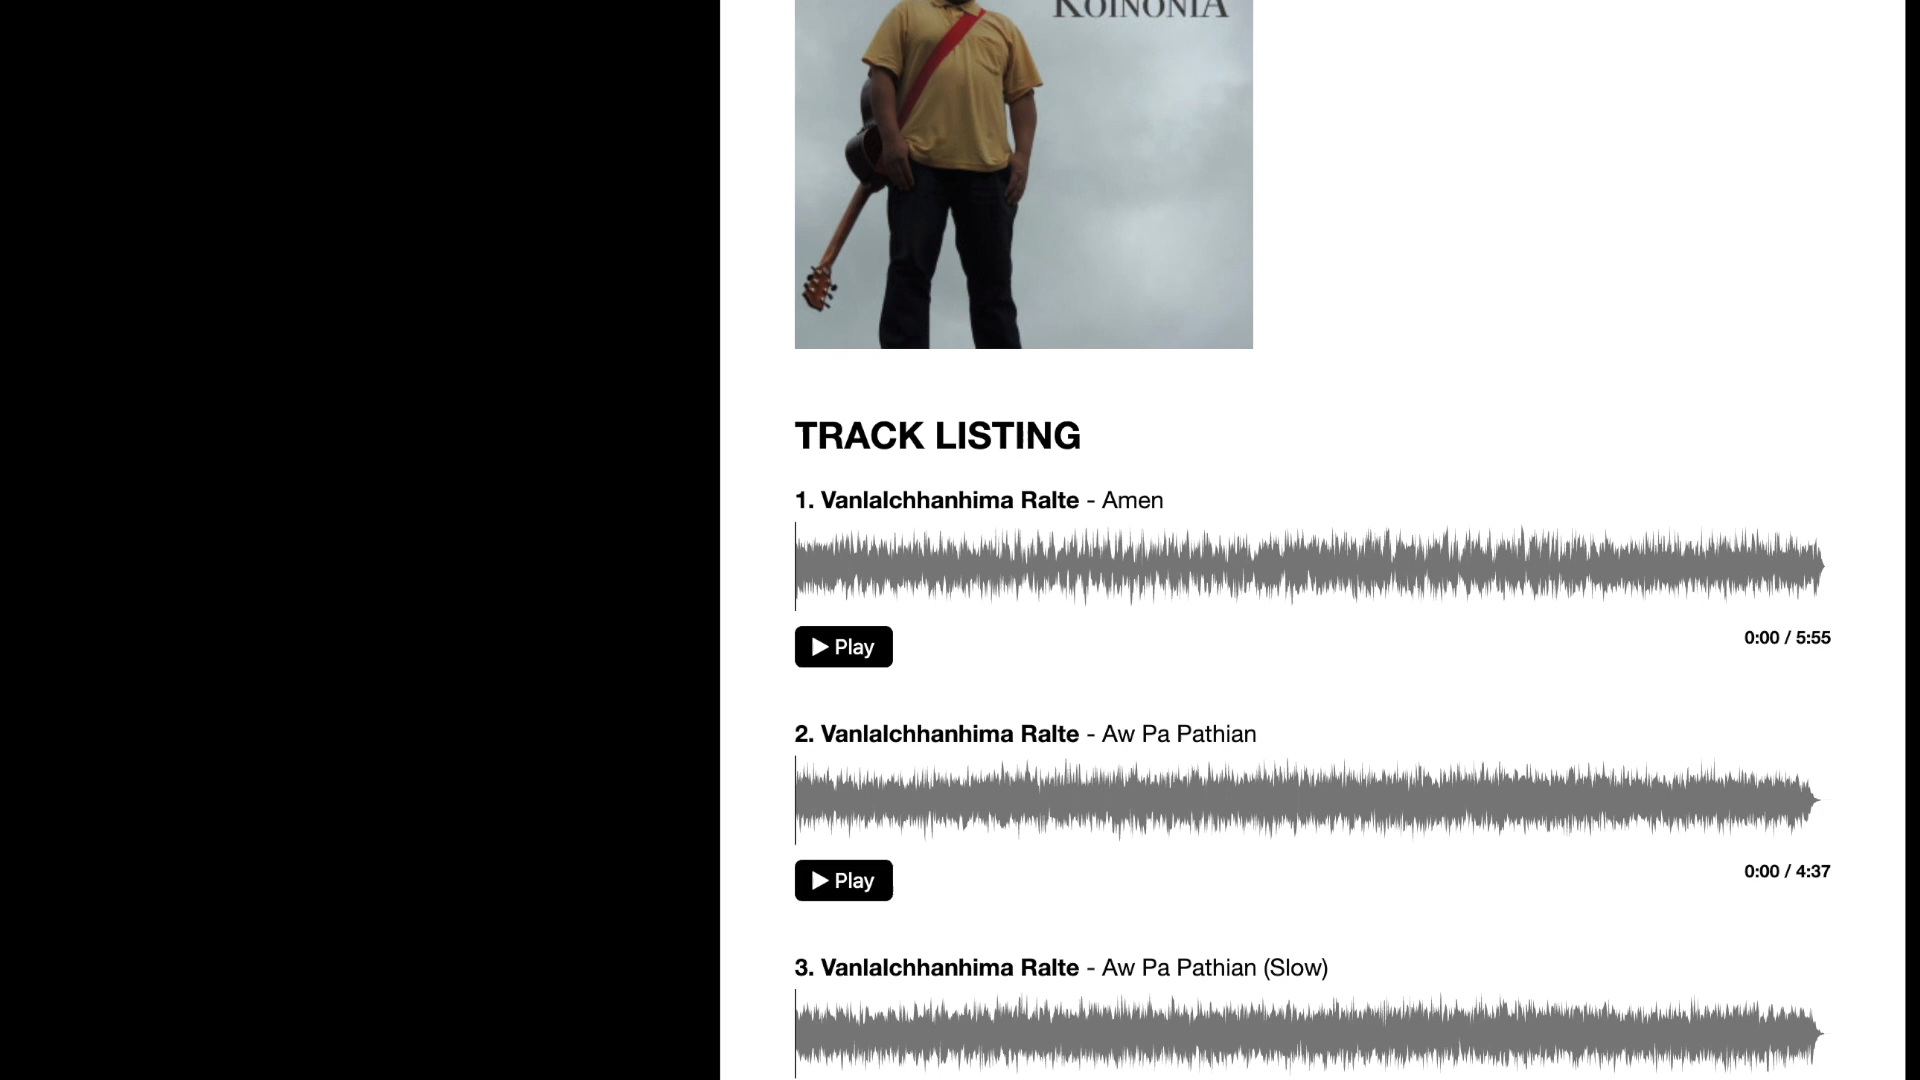 KOINONIA
TRACK LISTING
1. Vanlalchhanhima Ralte - Amen
Play
0:00 / 5:55
2. Vanlalchhanhima Ralte - Aw Pa Pathian
Play
0:00 / 4:37
3. Vanlalchhanhima Ralte - Aw Pa Pathian (Slow)